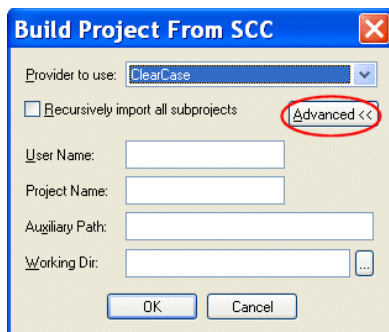 Build Project From SCC
Provider to use: ClearCase
Recursively import all subprojects
Advanced <<
User Name:
Project Name:
Auxiliary Path:
Working Dir: ...
OK Cancel